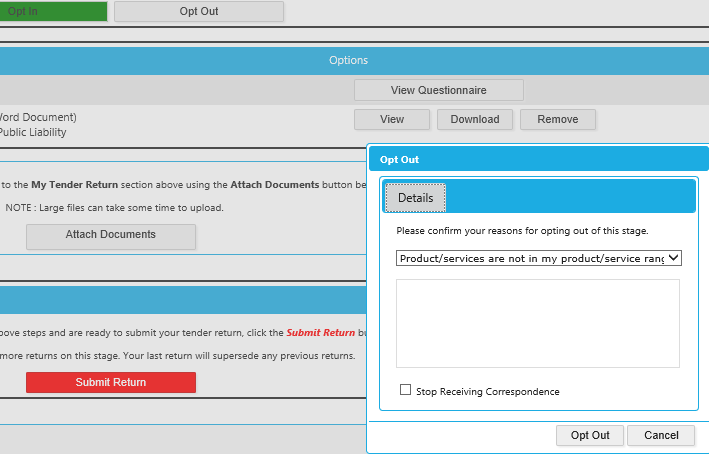 Opt In
Opt Out
Options
View Questionnaire
Word Document)
Public Liability
View
Download
Remove
to the My Tender Return section above using the Attach Documents button be
NOTE : Large files can take some time to upload.
Attach Documents
bove steps and are ready to submit your tender return, click the Submit Return bu
more returns on this stage. Your last return will supersede any previous returns.
Submit Return
Opt Out
Details
Please confirm your reasons for opting out of this stage.
Product/services are not in my product/service rang
Stop Receiving Correspondence
Opt Out
Cancel